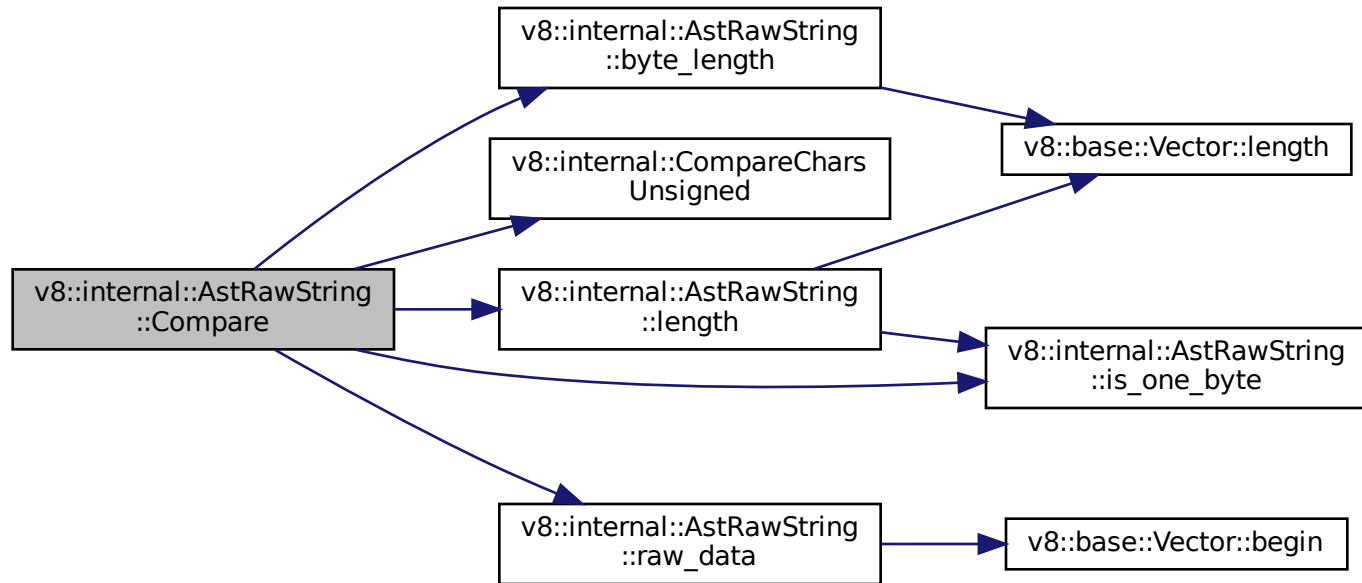 v8::internal::AstRawString
::Compare
v8::internal::AstRawString
::byte_length
v8::internal::CompareChars
Unsigned
v8::internal::AstRawString
::length
v8::internal::AstRawString
::raw_data
v8::base::Vector::length
v8::internal::AstRawString
::is_one_byte
v8::base::Vector::begin